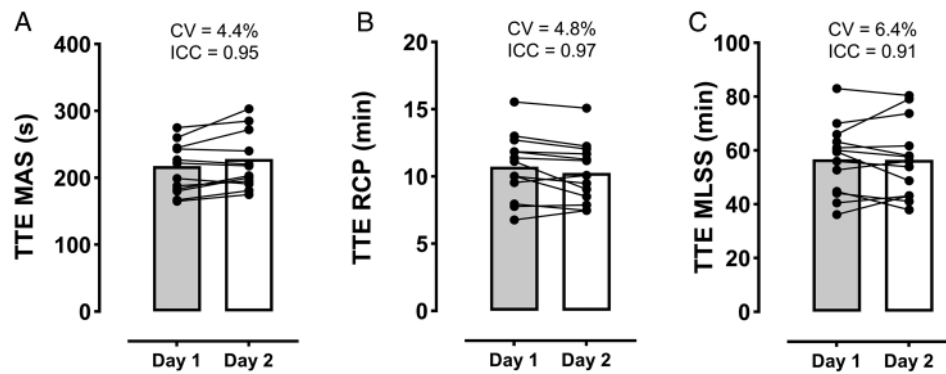 A
CV = 4.4%
ICC = 0.95
TTE MAS (s)
400
300
200
100
0
Day 1 Day 2
B
CV = 4.8%
ICC = 0.97
TTE RCP (min)
20
15
10
5
0
Day 1 Day 2
C
CV = 6.4%
ICC = 0.91
TTE MLSS (min)
100
80
60
40
20
0
Day 1 Day 2